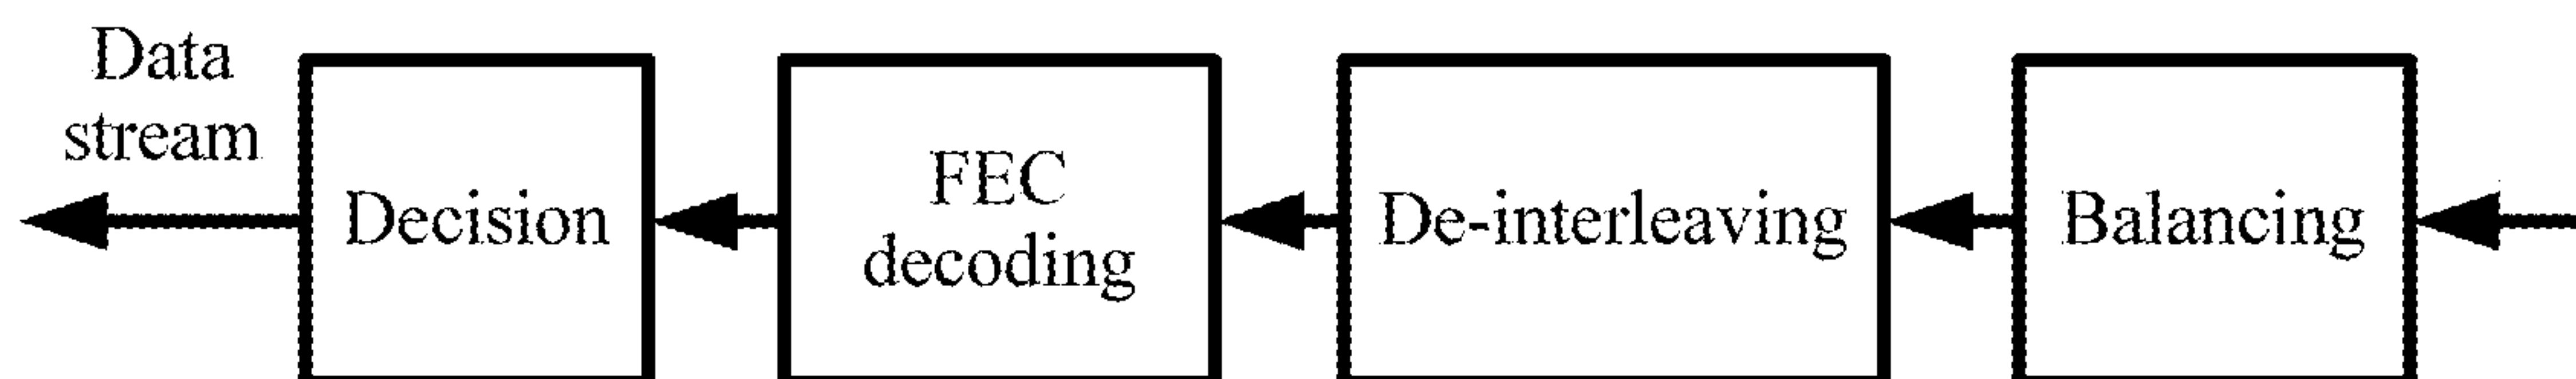 Data
stream
Decision
FEC
decoding
De-interleaving
Balancing